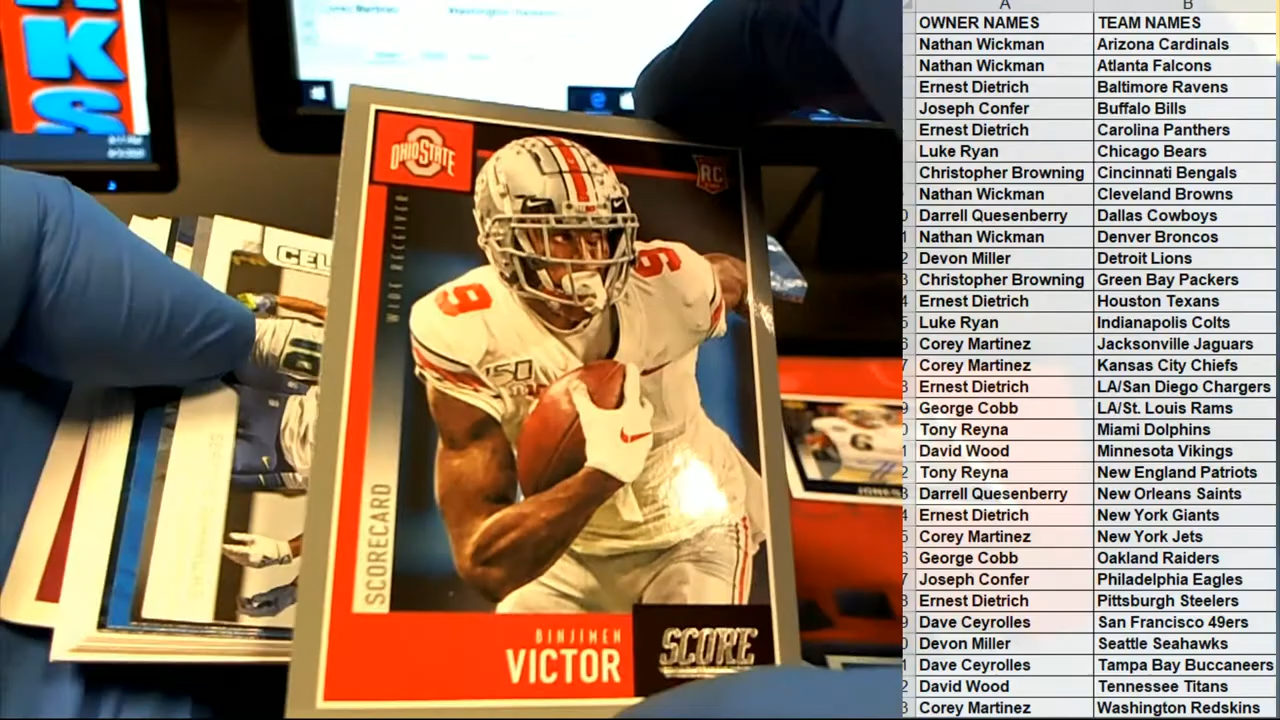 KS
OHIO STATE
RC
WIDE RECEIVER
9
9
150
SCORECARD
BINJIMEN
VICTOR
SCORE
CEL
6
A
B
OWNER NAMES TEAM NAMES
Nathan Wickman Arizona Cardinals
Nathan Wickman Atlanta Falcons
Ernest Dietrich Baltimore Ravens
Joseph Confer Buffalo Bills
Ernest Dietrich Carolina Panthers
Luke Ryan Chicago Bears
Christopher Browning Cincinnati Bengals
Nathan Wickman Cleveland Browns
Darrell Quesenberry Dallas Cowboys
Nathan Wickman Denver Broncos
Devon Miller Detroit Lions
Christopher Browning Green Bay Packers
Ernest Dietrich Houston Texans
Luke Ryan Indianapolis Colts
Corey Martinez Jacksonville Jaguars
Corey Martinez Kansas City Chiefs
Ernest Dietrich LA/San Diego Chargers
George Cobb LA/St. Louis Rams
Tony Reyna Miami Dolphins
David Wood Minnesota Vikings
Tony Reyna New England Patriots
Darrell Quesenberry New Orleans Saints
Ernest Dietrich New York Giants
Corey Martinez New York Jets
George Cobb Oakland Raiders
Joseph Confer Philadelphia Eagles
Ernest Dietrich Pittsburgh Steelers
Dave Ceyrolles San Francisco 49ers
Devon Miller Seattle Seahawks
Dave Ceyrolles Tampa Bay Buccaneers
David Wood Tennessee Titans
Corey Martinez Washington Redskins